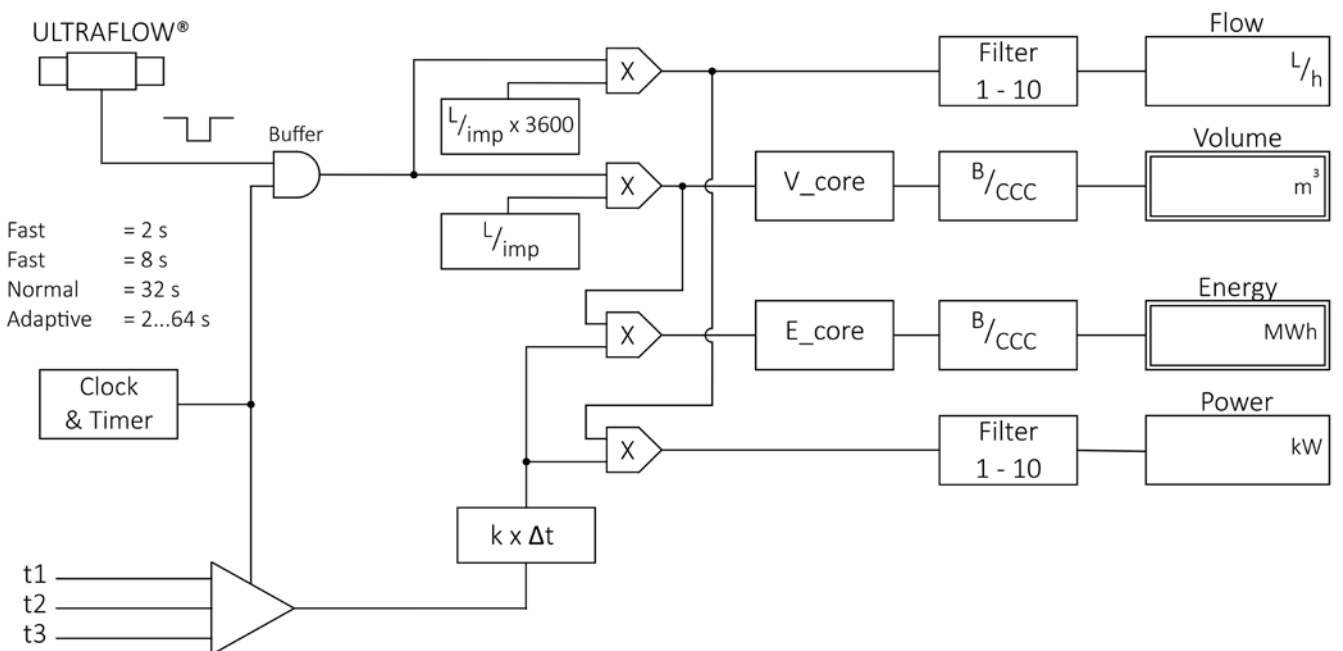 ULTRAFLOW®
Buffer
Fast = 2 s
Fast = 8 s
Normal = 32 s
Adaptive = 2...64 s
Clock
& Timer
t1
t2
t3
X
L/imp x 3600
X
L/imp
X
X
k x Δt
V_core
E_core
Filter
1 - 10
B/CCC
B/CCC
Filter
1 - 10
Flow
L/h
Volume
m³
Energy
MWh
Power
kW